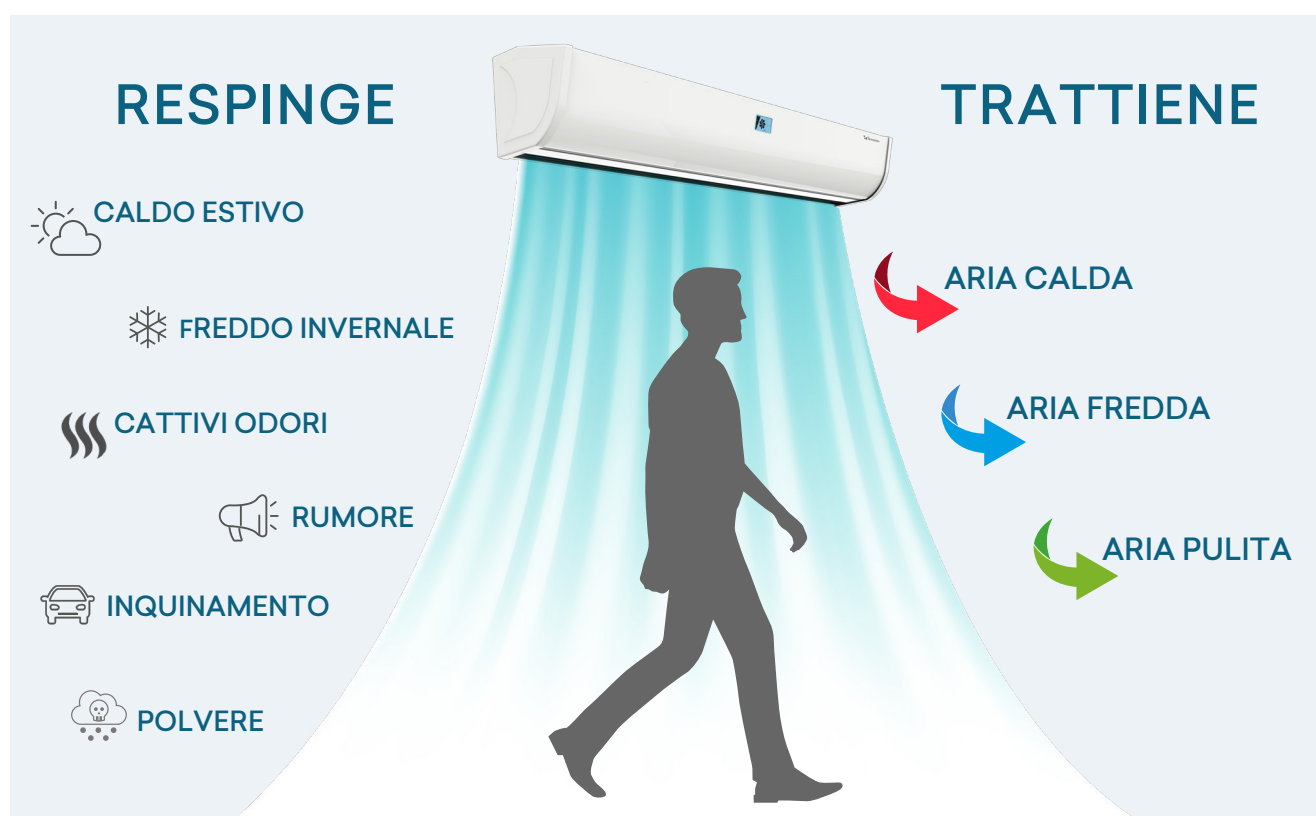 RESPINGE
CALDO ESTIVO
FREDDO INVERNALE
CATTIVI ODORI
RUMORE
INQUINAMENTO
POLVERE
TRATTIENE
ARIA CALDA
ARIA FREDDA
ARIA PULITA